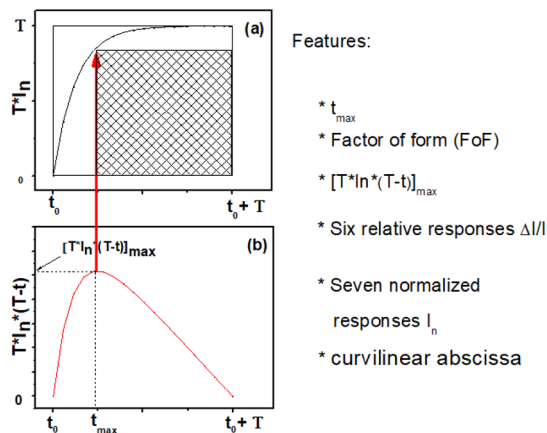 T
(a)
T*In
0
t0
t0+ T
(b)
[T*In*(T-t)]max
T*In*(T-t)
0
t0
tmax
t0+ T
Features:
* tmax
* Factor of form (FoF)
* [T*In*(T-t)]max
* Six relative responses ΔI/I
* Seven normalized
responses In
* curvilinear abscissa